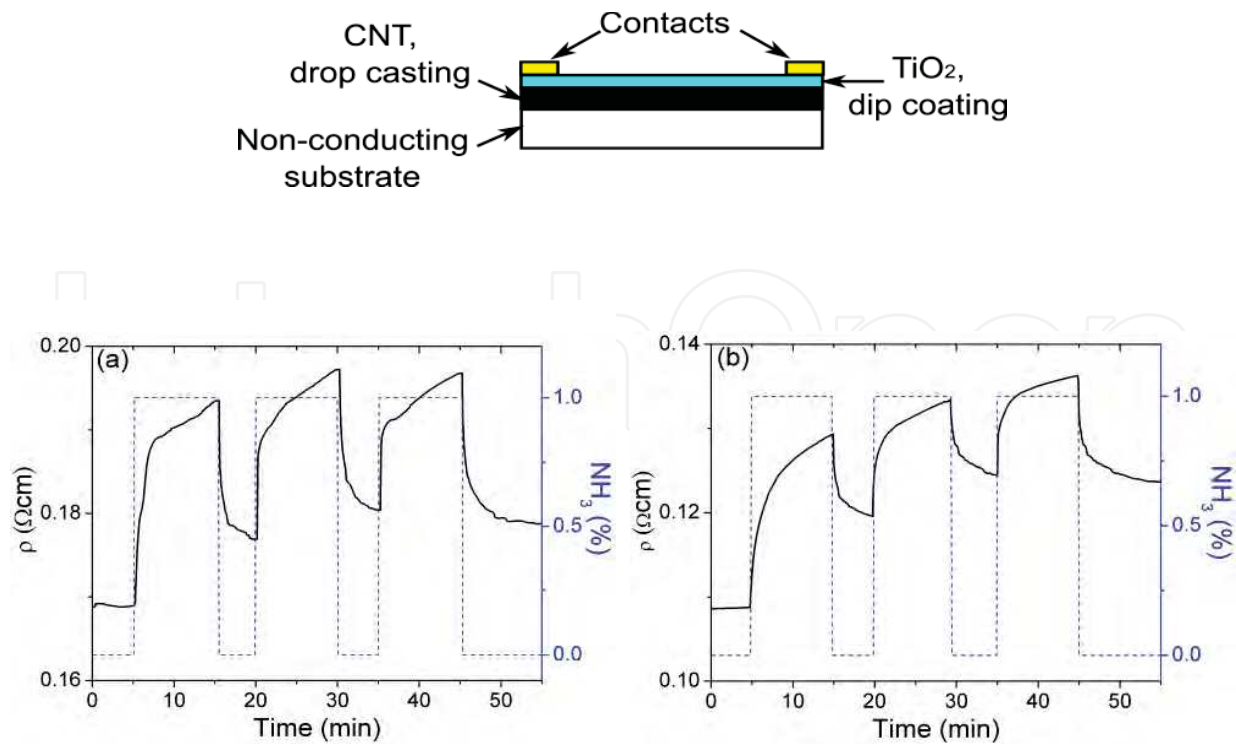 Contacts
CNT,
drop casting
TiO₂,
dip coating
Non-conducting
substrate
(a)
0.20
0.18
0.16
ρ (Ωcm)
1.0
0.5
0.0
NH₃ (%)
0 10 20 30 40 50
Time (min)
(b)
0.14
0.12
0.10
ρ (Ωcm)
1.0
0.5
0.0
NH₃ (%)
0 10 20 30 40 50
Time (min)